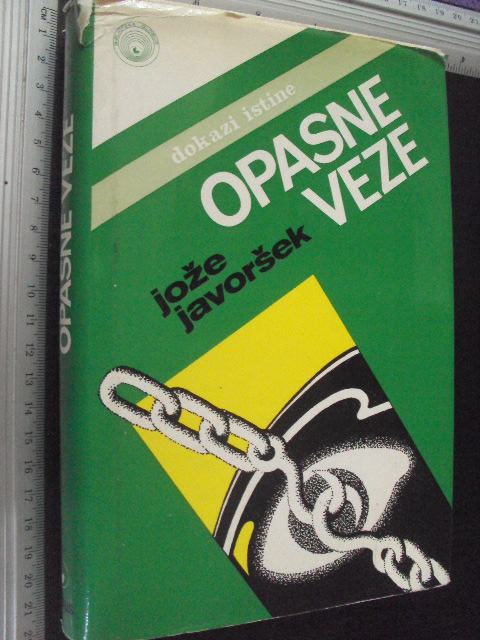 dokazi istine
OPASNE
VEZE
jože
javoršek
OPASNE VEZE